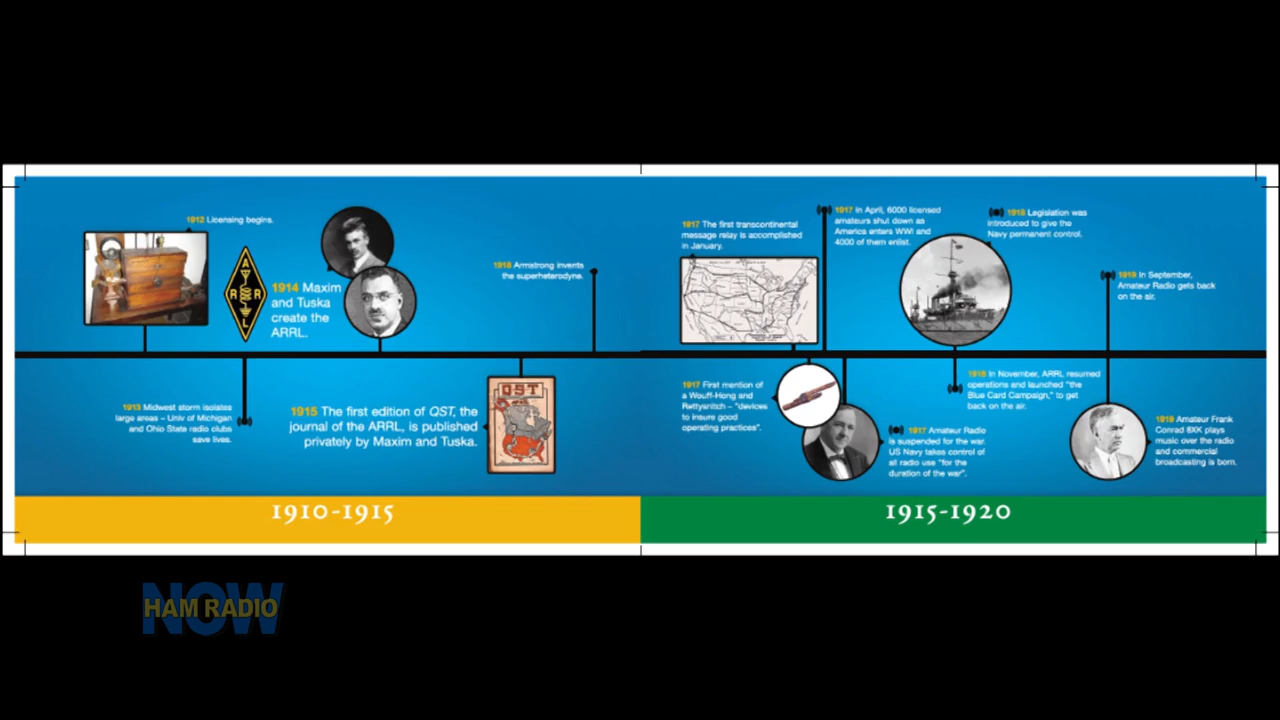 1912 Licensing begins.
A
R R
L
1914 Maxim
and Tuska
create the
ARRL.
1918 Armstrong invents
the superheterodyne.
1913 Midwest storm isolates
large areas – Univ of Michigan
and Ohio State radio clubs
save lives.
1915 The first edition of QST, the
journal of the ARRL, is published
privately by Maxim and Tuska.
QST
1910-1915
1917 The first transcontinental
message relay is accomplished
in January.
1917 In April, 6000 licensed
amateurs shut down as
America enters WWI and
4000 of them enlist.
1918 Legislation was
introduced to give the
Navy permanent control.
1919 In September,
Amateur Radio gets back
on the air.
1917 First mention of
a Wouff-Hong and
Rettysnitch – "devices
to insure good
operating practices".
1917 Amateur Radio
is suspended for the war.
US Navy takes control of
all radio use "for the
duration of the war".
1918 In November, ARRL resumed
operations and launched "the
Blue Card Campaign," to get
back on the air.
1919 Amateur Frank
Conrad 8XK plays
music over the radio
and commercial
broadcasting is born.
1915-1920
NOW
HAM RADIO